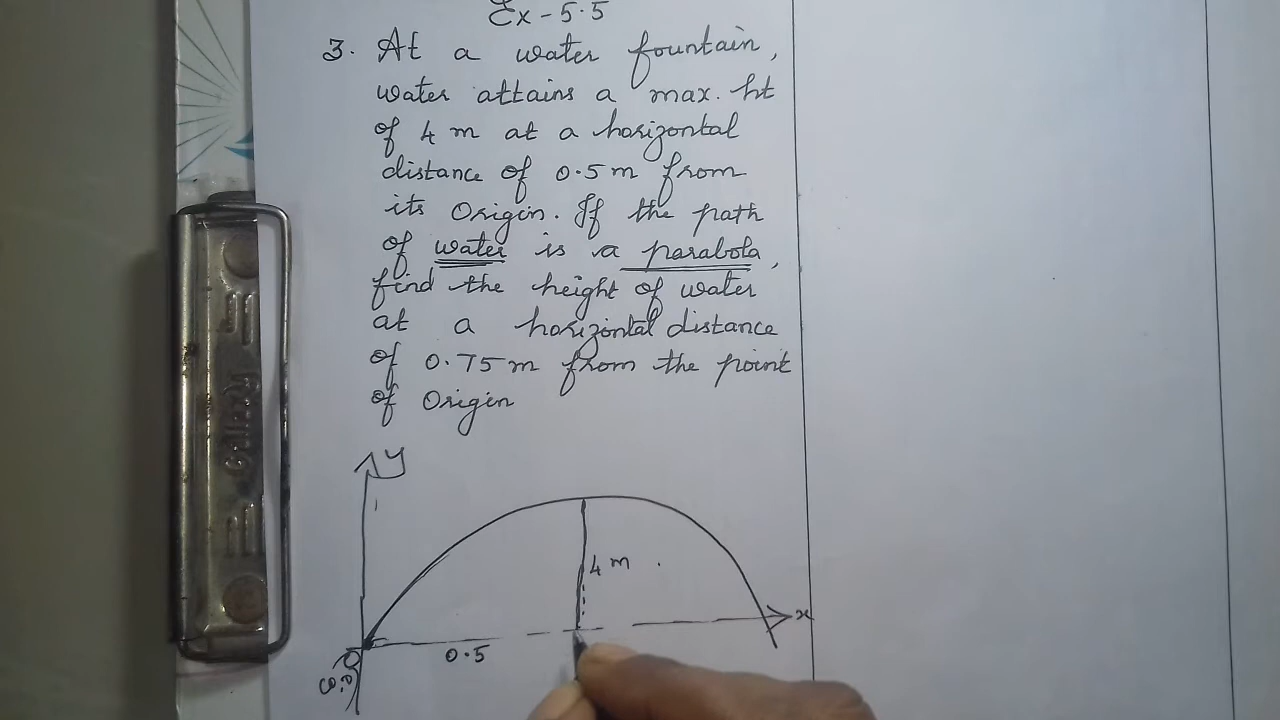 Ex - 5.5
3. At a water fountain,
water attains a max. ht
of 4 m at a horizontal
distance of 0.5 m from
its Origin. If the path
of water is a parabola,
find the height of water
at a horizontal distance
of 0.75 m from the point
of Origin
y
4 m
x
0.5
O
(0,0)
Galaxy